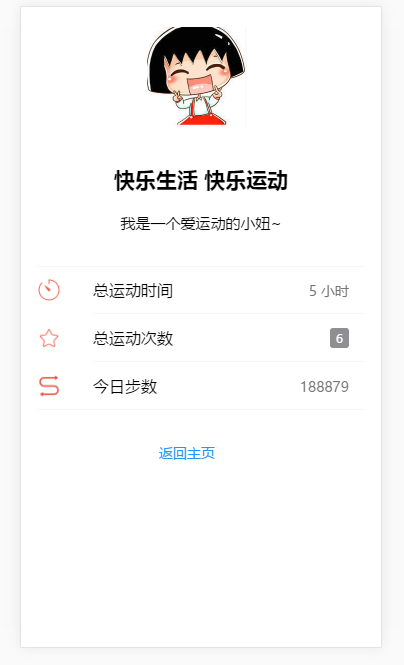 快乐生活 快乐运动
我是一个爱运动的小妞~
总运动时间 5 小时
总运动次数 6
今日步数 188879
返回主页